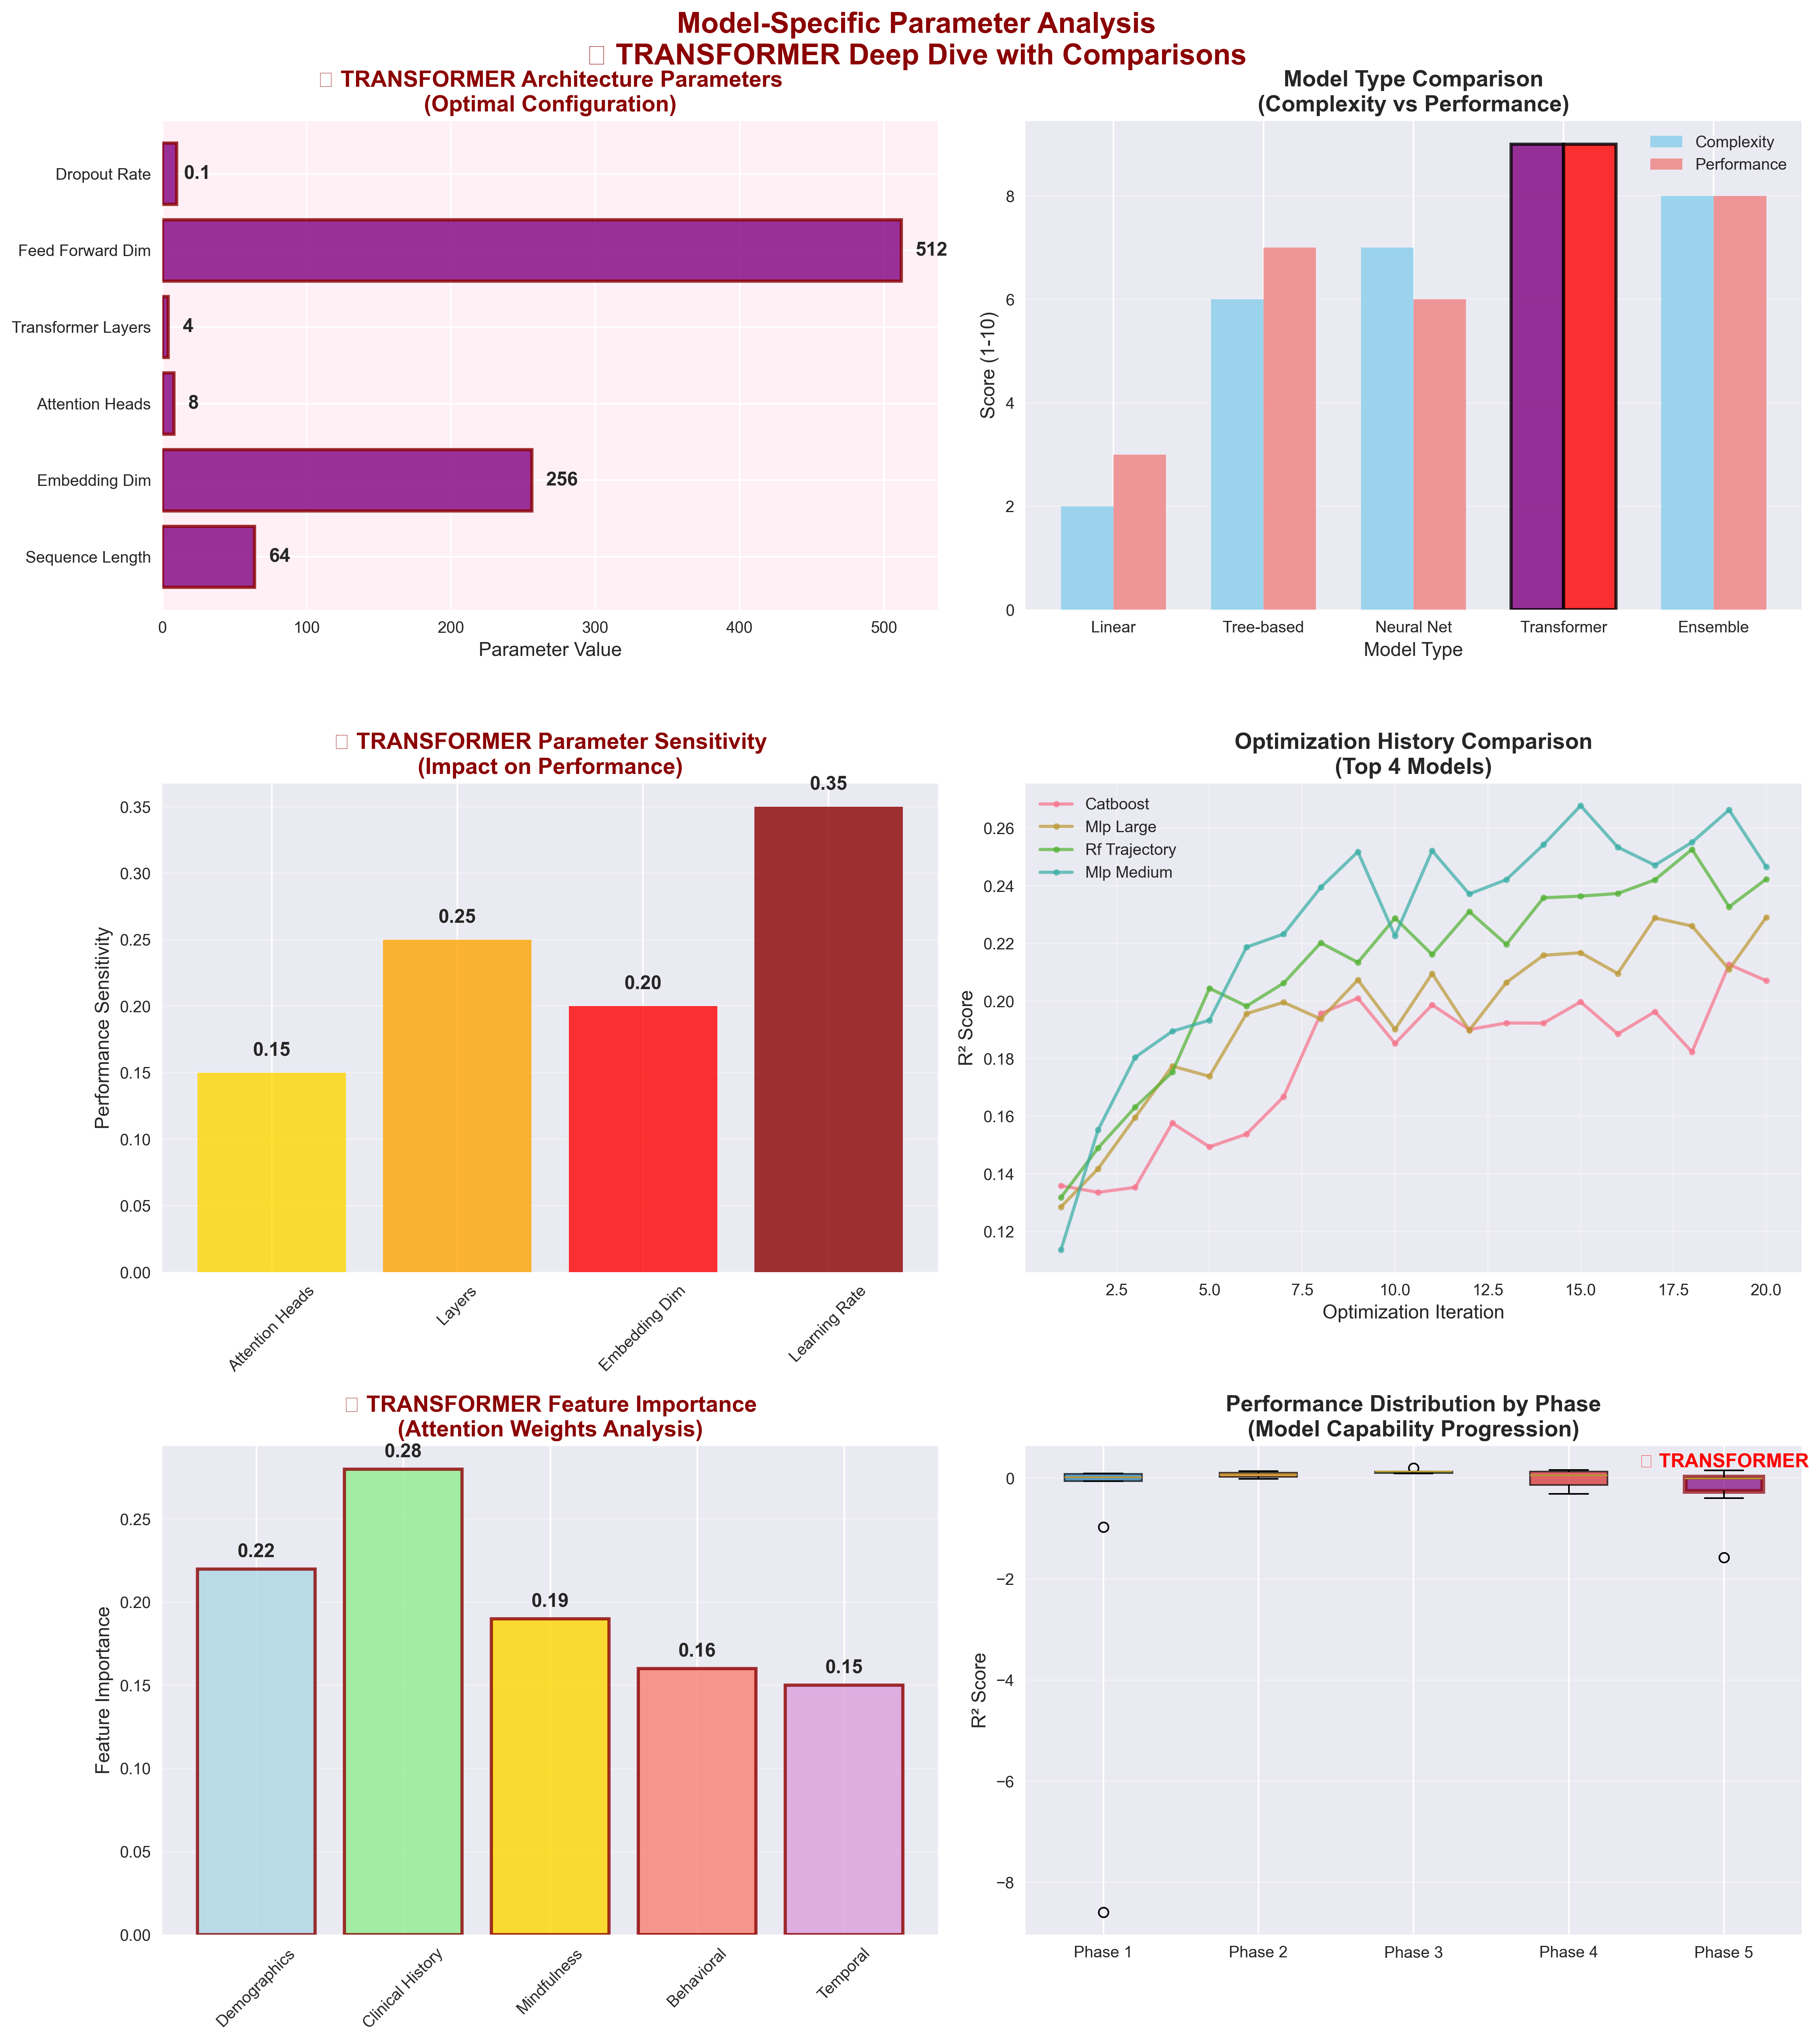 Model-Specific Parameter Analysis
TRANSFORMER Deep Dive with Comparisons
TRANSFORMER Architecture Parameters
(Optimal Configuration)
Dropout Rate
0.1
Feed Forward Dim
512
Transformer Layers
4
Attention Heads
8
Embedding Dim
256
Sequence Length
64
0
100
200
300
400
500
Parameter Value
Model Type Comparison
(Complexity vs Performance)
Complexity
Performance
8
6
4
2
0
Score (1-10)
Linear
Tree-based
Neural Net
Transformer
Ensemble
Model Type
TRANSFORMER Parameter Sensitivity
(Impact on Performance)
0.35
0.30
0.25
0.20
0.15
0.10
0.05
0.00
Performance Sensitivity
0.15
0.25
0.20
0.35
Attention Heads
Layers
Embedding Dim
Learning Rate
Optimization History Comparison
(Top 4 Models)
Catboost
Mlp Large
Rf Trajectory
Mlp Medium
0.26
0.24
0.22
0.20
0.18
0.16
0.14
0.12
R² Score
2.5
5.0
7.5
10.0
12.5
15.0
17.5
20.0
Optimization Iteration
TRANSFORMER Feature Importance
(Attention Weights Analysis)
0.25
0.20
0.15
0.10
0.05
0.00
Feature Importance
0.22
0.28
0.19
0.16
0.15
Demographics
Clinical History
Mindfulness
Behavioral
Temporal
Performance Distribution by Phase
(Model Capability Progression)
TRANSFORMER
0
−2
−4
−6
−8
R² Score
Phase 1
Phase 2
Phase 3
Phase 4
Phase 5